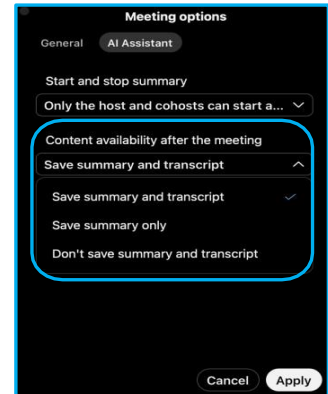 Meeting options
General AI Assistant
Start and stop summary
Only the host and cohosts can start a...
Content availability after the meeting
Save summary and transcript
Save summary and transcript
Save summary only
Don't save summary and transcript
Cancel Apply